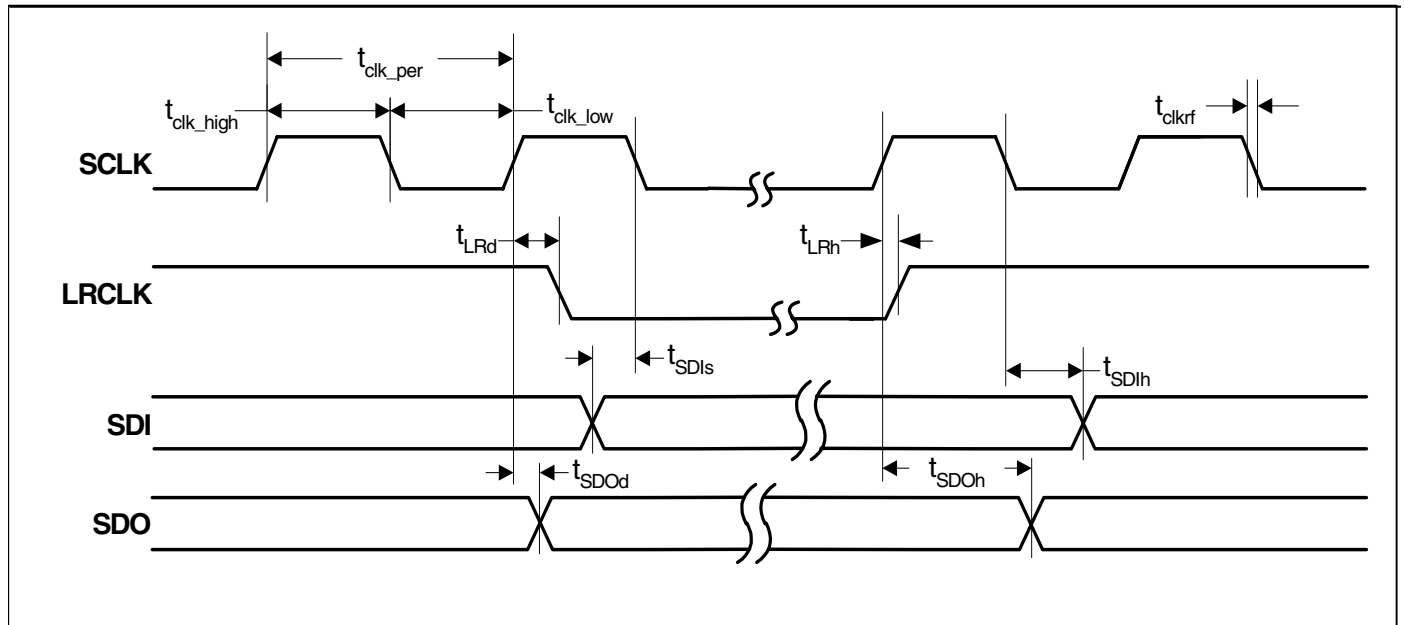 t_clk_per
t_clk_high
t_clk_low
t_clkrf
SCLK
t_LRd
t_LRh
LRCLK
t_SDIs
t_SDIh
SDI
t_SDOd
t_SDOh
SDO